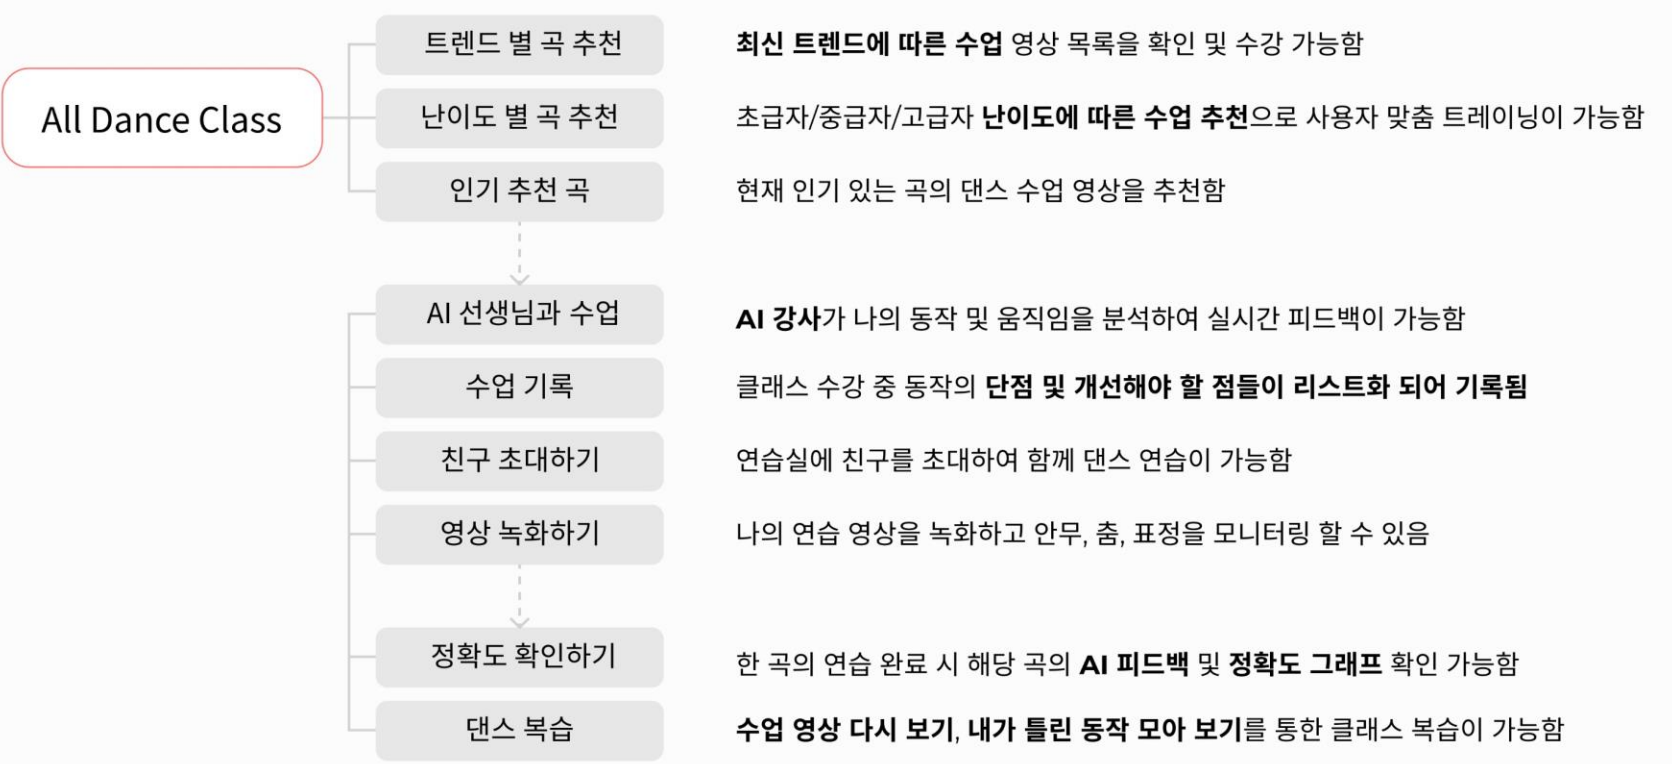 All Dance Class
트렌드 별 곡 추천
최신 트렌드에 따른 수업 영상 목록을 확인 및 수강 가능함
난이도 별 곡 추천
초급자/중급자/고급자 난이도에 따른 수업 추천으로 사용자 맞춤 트레이닝이 가능함
인기 추천 곡
현재 인기 있는 곡의 댄스 수업 영상을 추천함
AI 선생님과 수업
AI 강사가 나의 동작 및 움직임을 분석하여 실시간 피드백이 가능함
수업 기록
클래스 수강 중 동작의 단점 및 개선해야 할 점들이 리스트화 되어 기록됨
친구 초대하기
연습실에 친구를 초대하여 함께 댄스 연습이 가능함
영상 녹화하기
나의 연습 영상을 녹화하고 안무, 춤, 표정을 모니터링 할 수 있음
정확도 확인하기
한 곡의 연습 완료 시 해당 곡의 AI 피드백 및 정확도 그래프 확인 가능함
댄스 복습
수업 영상 다시 보기, 내가 틀린 동작 모아 보기를 통한 클래스 복습이 가능함